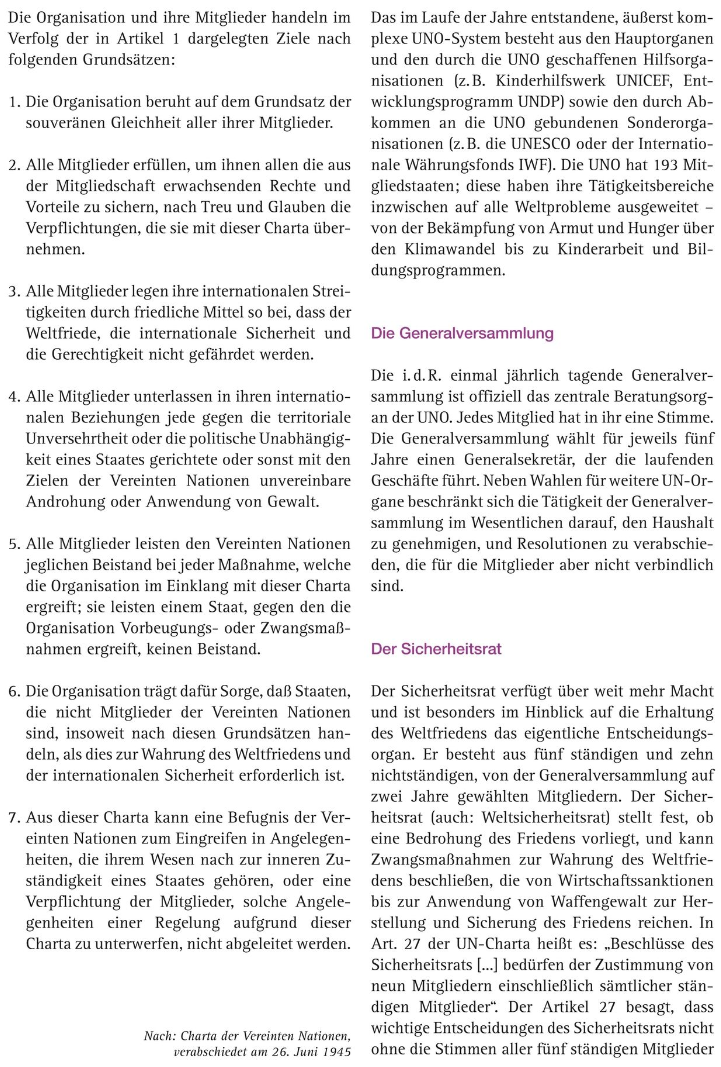 Die Organisation und ihre Mitglieder handeln im
Verfolg der in Artikel 1 dargelegten Ziele nach
folgenden Grundsätzen:
1. Die Organisation beruht auf dem Grundsatz der
souveränen Gleichheit aller ihrer Mitglieder.
2. Alle Mitglieder erfüllen, um ihnen allen die aus
der Mitgliedschaft erwachsenden Rechte und
Vorteile zu sichern, nach Treu und Glauben die
Verpflichtungen, die sie mit dieser Charta über-
nehmen.
3. Alle Mitglieder legen ihre internationalen Strei-
tigkeiten durch friedliche Mittel so bei, dass der
Weltfriede, die internationale Sicherheit und
die Gerechtigkeit nicht gefährdet werden.
4. Alle Mitglieder unterlassen in ihren internatio-
nalen Beziehungen jede gegen die territoriale
Unversehrtheit oder die politische Unabhängig-
keit eines Staates gerichtete oder sonst mit den
Zielen der Vereinten Nationen unvereinbare
Androhung oder Anwendung von Gewalt.
5. Alle Mitglieder leisten den Vereinten Nationen
jeglichen Beistand bei jeder Maßnahme, welche
die Organisation im Einklang mit dieser Charta
ergreift; sie leisten einem Staat, gegen den die
Organisation Vorbeugungs- oder Zwangsmaß-
nahmen ergreift, keinen Beistand.
6. Die Organisation trägt dafür Sorge, daß Staaten,
die nicht Mitglieder der Vereinten Nationen
sind, insoweit nach diesen Grundsätzen han-
deln, als dies zur Wahrung des Weltfriedens und
der internationalen Sicherheit erforderlich ist.
7. Aus dieser Charta kann eine Befugnis der Ver-
einten Nationen zum Eingreifen in Angelegen-
heiten, die ihrem Wesen nach zur inneren Zu-
ständigkeit eines Staates gehören, oder eine
Verpflichtung der Mitglieder, solche Angele-
genheiten einer Regelung aufgrund dieser
Charta zu unterwerfen, nicht abgeleitet werden.
Nach: Charta der Vereinten Nationen,
verabschiedet am 26. Juni 1945
Das im Laufe der Jahre entstandene, äußerst kom-
plexe UNO-System besteht aus den Hauptorganen
und den durch die UNO geschaffenen Hilfsorga-
nisationen (z. B. Kinderhilfswerk UNICEF, Ent-
wicklungsprogramm UNDP) sowie den durch Ab-
kommen an die UNO gebundenen Sonderorga-
nisationen (z. B. die UNESCO oder der Internatio-
nale Währungsfonds IWF). Die UNO hat 193 Mit-
gliedstaaten; diese haben ihre Tätigkeitsbereiche
inzwischen auf alle Weltprobleme ausgeweitet –
von der Bekämpfung von Armut und Hunger über
den Klimawandel bis zu Kinderarbeit und Bil-
dungsprogrammen.
Die Generalversammlung
Die i. d. R. einmal jährlich tagende Generalver-
sammlung ist offiziell das zentrale Beratungsorg-
an der UNO. Jedes Mitglied hat in ihr eine Stimme.
Die Generalversammlung wählt für jeweils fünf
Jahre einen Generalsekretär, der die laufenden
Geschäfte führt. Neben Wahlen für weitere UN-Or-
gane beschränkt sich die Tätigkeit der Generalver-
sammlung im Wesentlichen darauf, den Haushalt
zu genehmigen, und Resolutionen zu verabschie-
den, die für die Mitglieder aber nicht verbindlich
sind.
Der Sicherheitsrat
Der Sicherheitsrat verfügt über weit mehr Macht
und ist besonders im Hinblick auf die Erhaltung
des Weltfriedens das eigentliche Entscheidungs-
organ. Er besteht aus fünf ständigen und zehn
nichtständigen, von der Generalversammlung auf
zwei Jahre gewählten Mitgliedern. Der Sicher-
heitsrat (auch: Weltsicherheitsrat) stellt fest, ob
eine Bedrohung des Friedens vorliegt, und kann
Zwangsmaßnahmen zur Wahrung des Weltfrie-
dens beschließen, die von Wirtschaftssanktionen
bis zur Anwendung von Waffengewalt zur Her-
stellung und Sicherung des Friedens reichen. In
Art. 27 der UN-Charta heißt es: „Beschlüsse des
Sicherheitsrats [...] bedürfen der Zustimmung von
neun Mitgliedern einschließlich sämtlicher stän-
digen Mitglieder“. Der Artikel 27 besagt, dass
wichtige Entscheidungen des Sicherheitsrats nicht
ohne die Stimmen aller fünf ständigen Mitglieder